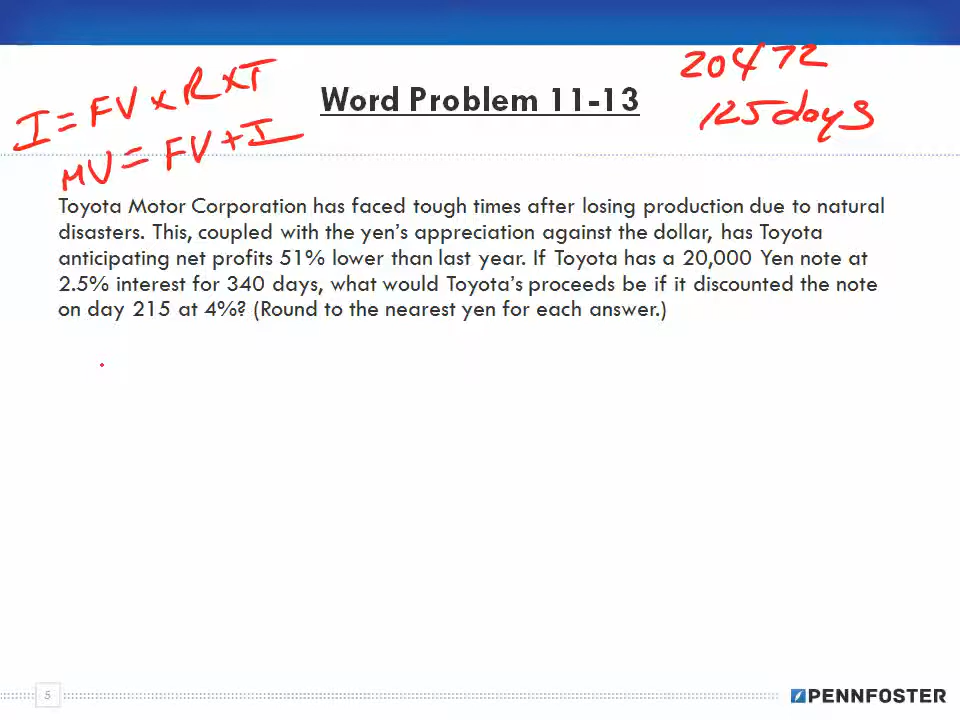 20472
125 days
I = FV x R x T
MV = FV + I
Word Problem 11-13
Toyota Motor Corporation has faced tough times after losing production due to natural
disasters. This, coupled with the yen's appreciation against the dollar, has Toyota
anticipating net profits 51% lower than last year. If Toyota has a 20,000 Yen note at
2.5% interest for 340 days, what would Toyota's proceeds be if it discounted the note
on day 215 at 4%? (Round to the nearest yen for each answer.)
5
PENNFOSTER